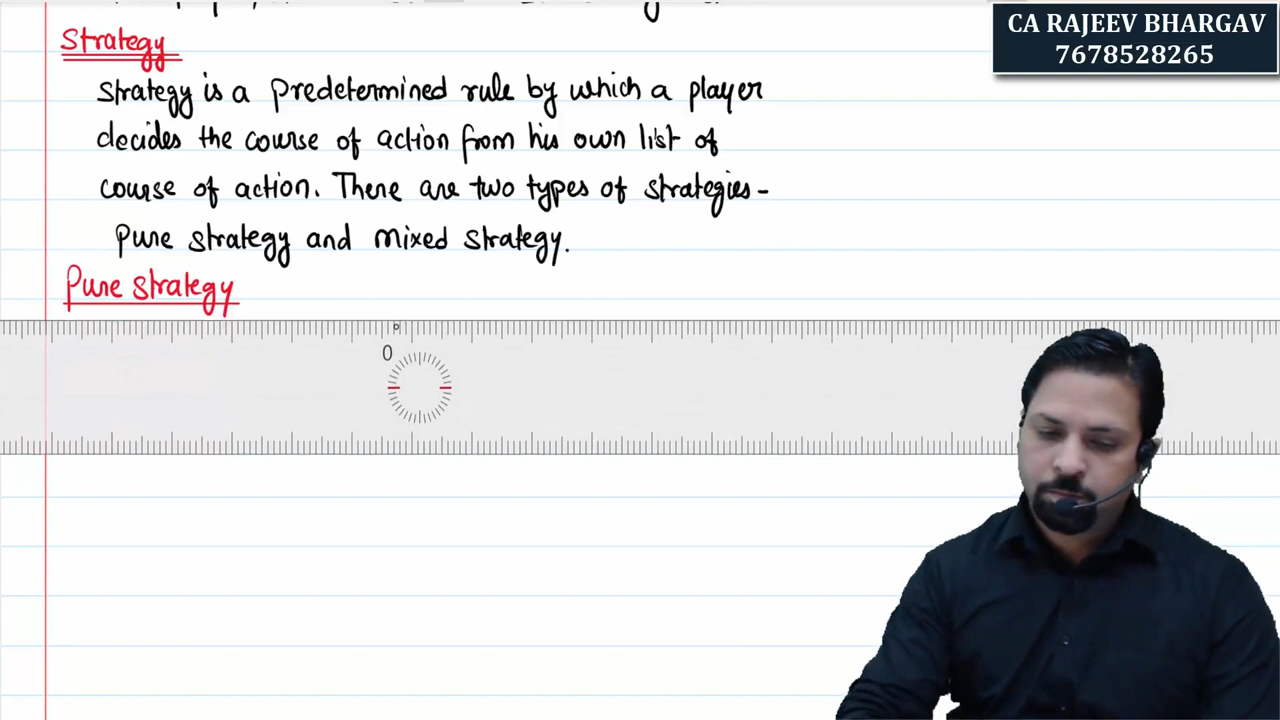 CA RAJEEV BHARGAV
7678528265
Strategy
Strategy is a predetermined rule by which a player
decides the course of action from his own list of
course of action. There are two types of strategies -
Pure strategy and mixed strategy.
Pure strategy
0